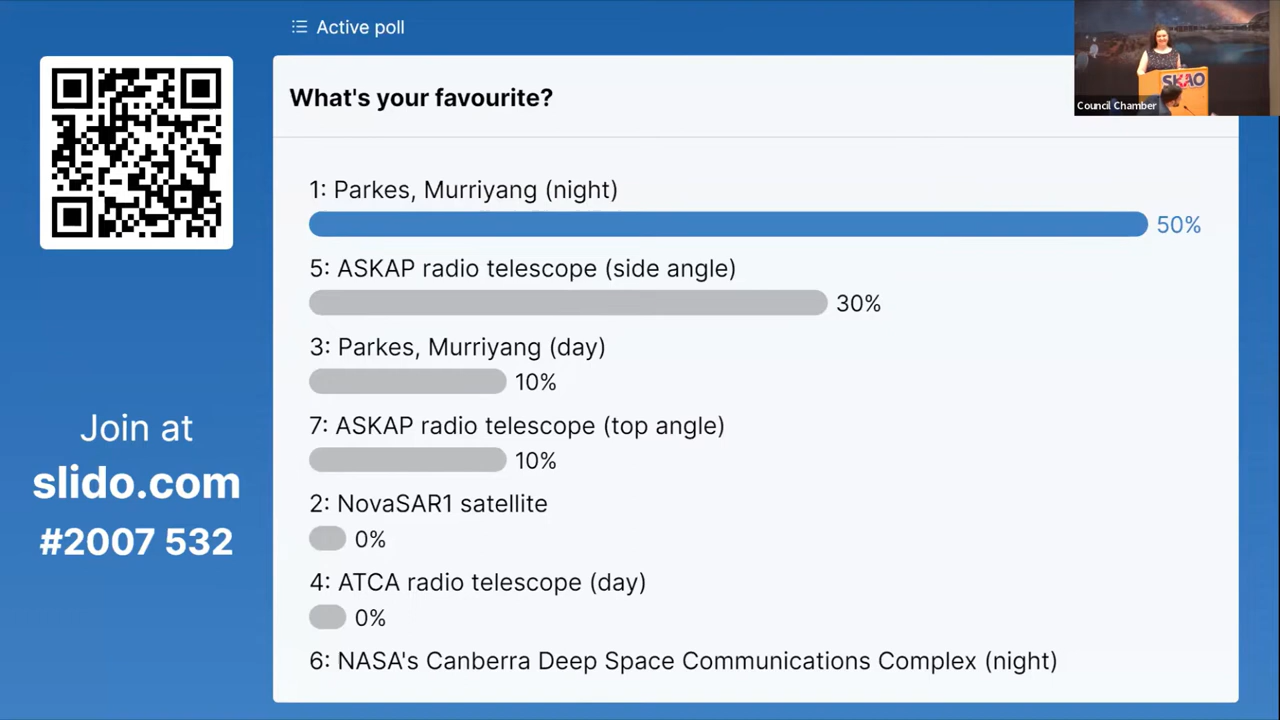 Active poll
What's your favourite?
SKAO
Council Chamber
1: Parkes, Murriyang (night)
50%
5: ASKAP radio telescope (side angle)
30%
3: Parkes, Murriyang (day)
10%
7: ASKAP radio telescope (top angle)
10%
2: NovaSAR1 satellite
0%
4: ATCA radio telescope (day)
0%
6: NASA's Canberra Deep Space Communications Complex (night)
Join at
slido.com
#2007 532